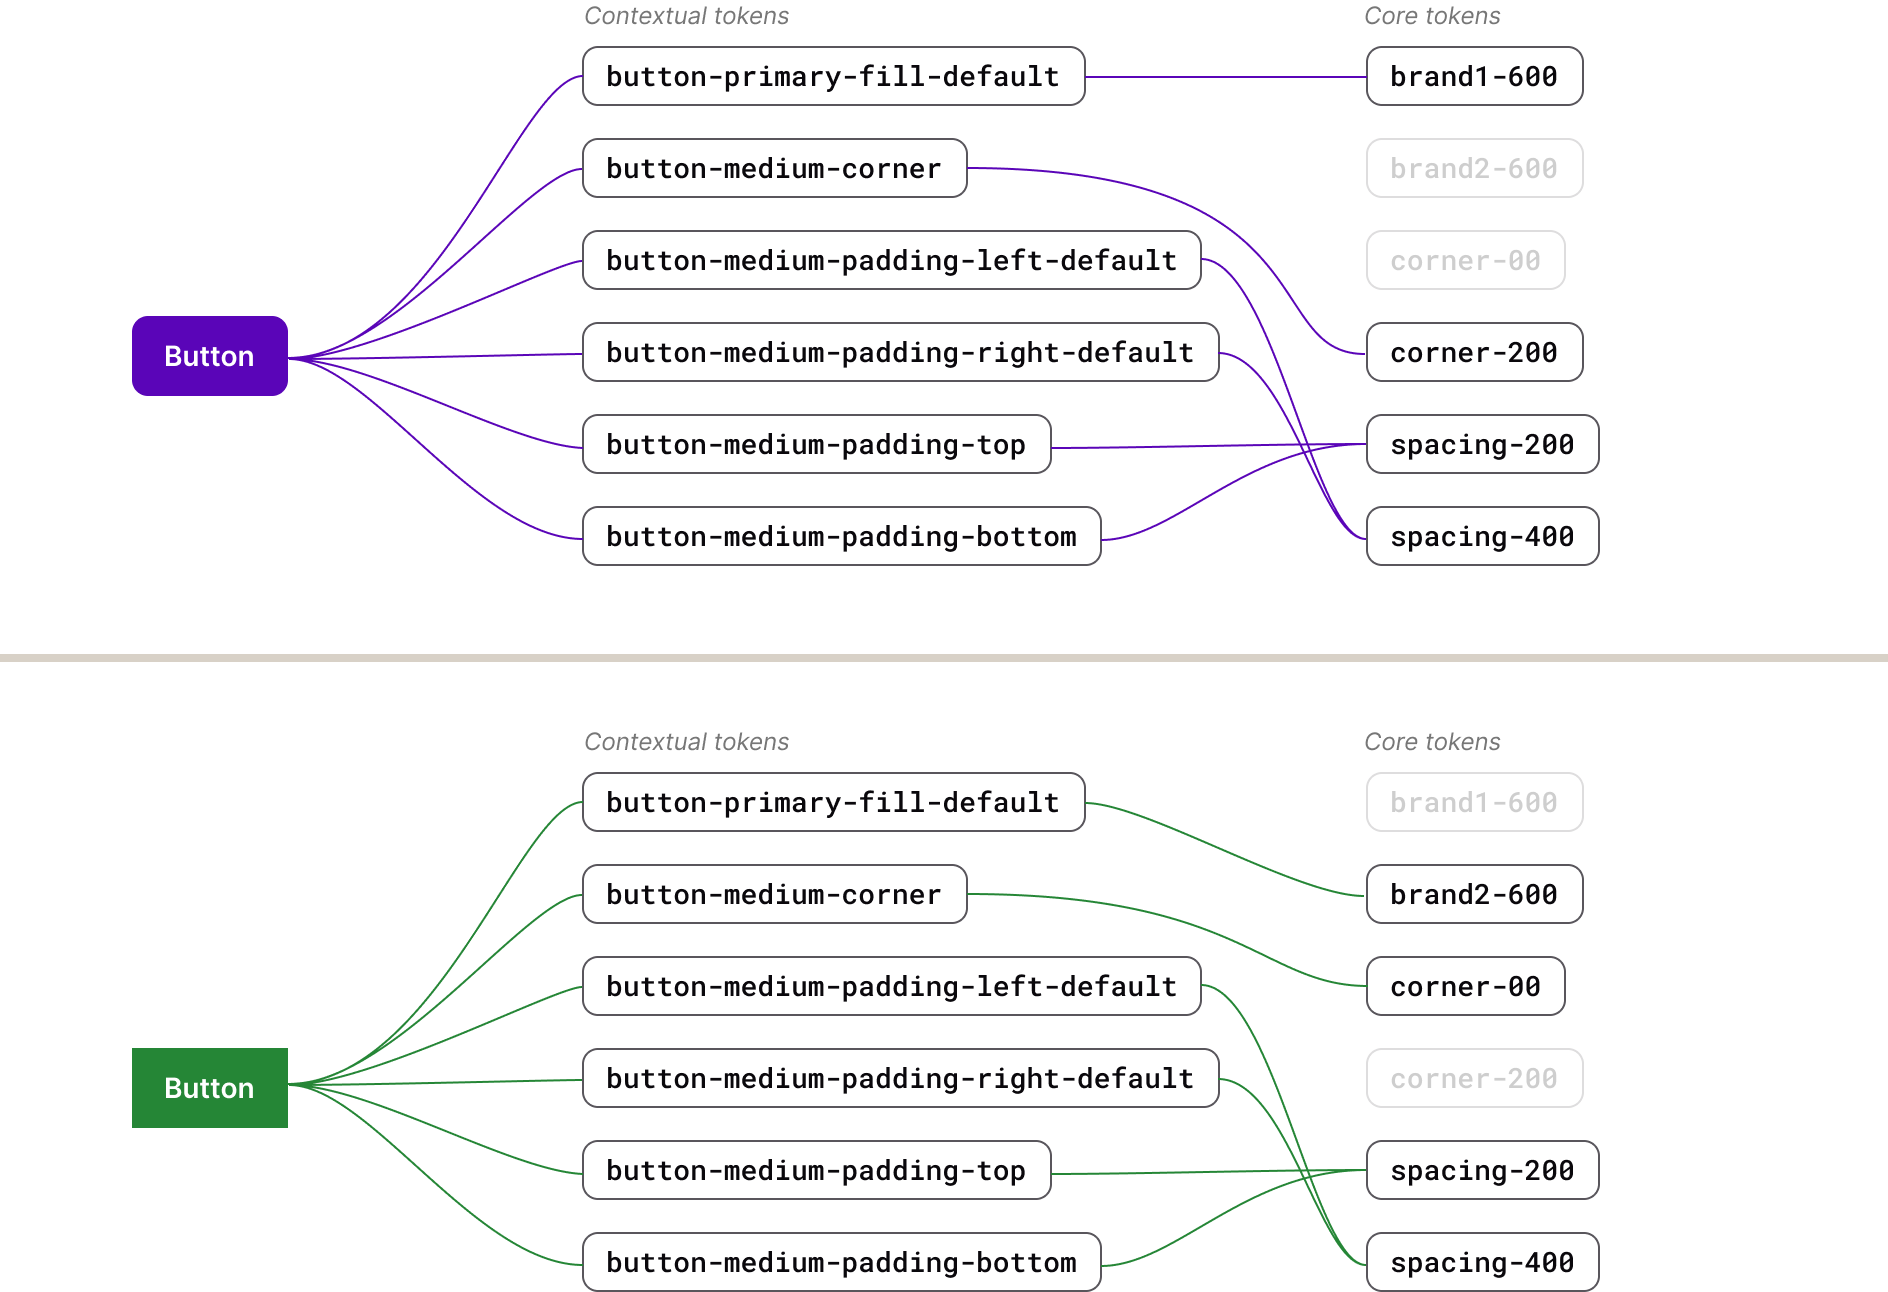 Contextual tokens
Core tokens
button-primary-fill-default
brand1-600
button-medium-corner
brand2-600
button-medium-padding-left-default
corner-00
Button
button-medium-padding-right-default
corner-200
button-medium-padding-top
spacing-200
button-medium-padding-bottom
spacing-400
Contextual tokens
Core tokens
button-primary-fill-default
brand1-600
button-medium-corner
brand2-600
button-medium-padding-left-default
corner-00
Button
button-medium-padding-right-default
corner-200
button-medium-padding-top
spacing-200
button-medium-padding-bottom
spacing-400